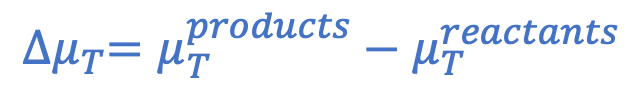 Δμ_T = μ_T^products − μ_T^reactants